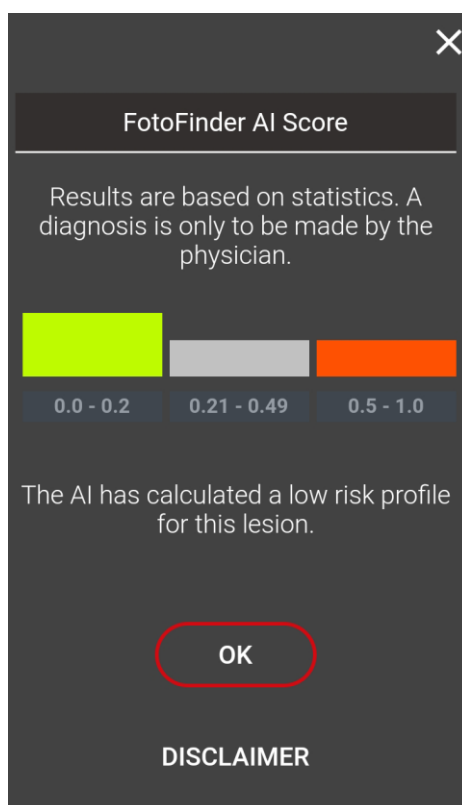 FotoFinder AI Score
Results are based on statistics. A
diagnosis is only to be made by the
physician.
0.0 - 0.2
0.21 - 0.49
0.5 - 1.0
The AI has calculated a low risk profile
for this lesion.
OK
DISCLAIMER